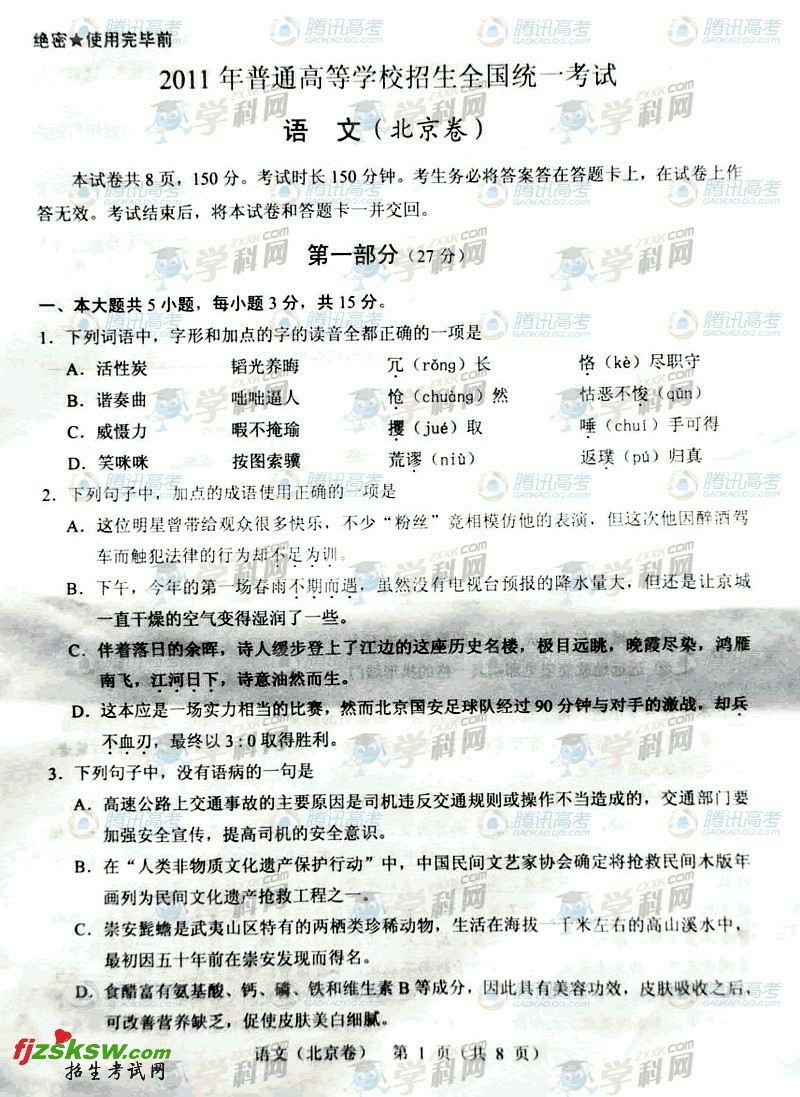 绝密★使用完毕前
2011年普通高等学校招生全国统一考试
语 文（北京卷）
本试卷共8页，150分。考试时长150分钟。考生务必将答案答在答题卡上，在试卷上作
答无效。考试结束后，将本试卷和答题卡一并交回。
第一部分（27分）
一、本大题共5小题，每小题3分，共15分。
1．下列词语中，字形和加点的字的读音全都正确的一项是
A．活性炭 韬光养晦 冗（rǒng）长 恪（kè）尽职守
B．谐奏曲 咄咄逼人 怆（chuàng）然 怙恶不悛（qūn）
C．威慑力 暇不掩瑜 攫（jué）取 唾（chuí）手可得
D．笑咪咪 按图索骥 荒谬（niù） 返璞（pú）归真
2．下列句子中，加点的成语使用正确的一项是
A．这位明星曾带给观众很多快乐，不少“粉丝”竞相模仿他的表演，但这次他因醉酒驾
车而触犯法律的行为却不足为训。
B．下午，今年的第一场春雨不期而遇，虽然没有电视台预报的降水量大，但还是让京城
一直干燥的空气变得湿润了一些。
C．伴着落日的余晖，诗人缓步登上了江边的这座历史名楼，极目远眺，晚霞尽染，鸿雁
南飞，江河日下，诗意油然而生。
D．这本应是一场实力相当的比赛，然而北京国安足球队经过90分钟与对手的激战，却兵
不血刃，最终以3:0取得胜利。
3．下列句子中，没有语病的一句是
A．高速公路上交通事故的主要原因是司机违反交通规则或操作不当造成的，交通部门要
加强安全宣传，提高司机的安全意识。
B．在“人类非物质文化遗产保护行动”中，中国民间文艺家协会确定将抢救民间木版年
画列为民间文化遗产抢救工程之一。
C．崇安髭蟾是武夷山区特有的两栖类珍稀动物，生活在海拔一千米左右的高山溪水中，
最初因五十年前在崇安发现而得名。
D．食醋富有氨基酸、钙、磷、铁和维生素B等成分，因此具有美容功效，皮肤吸收之后，
可改善营养缺乏，促使皮肤美白细腻。
语文（北京卷） 第1页（共8页）
fjzsksw.com
招生考试网
腾讯高考
GAOKAO.QQ.COM
学科网
ZXXK.COM